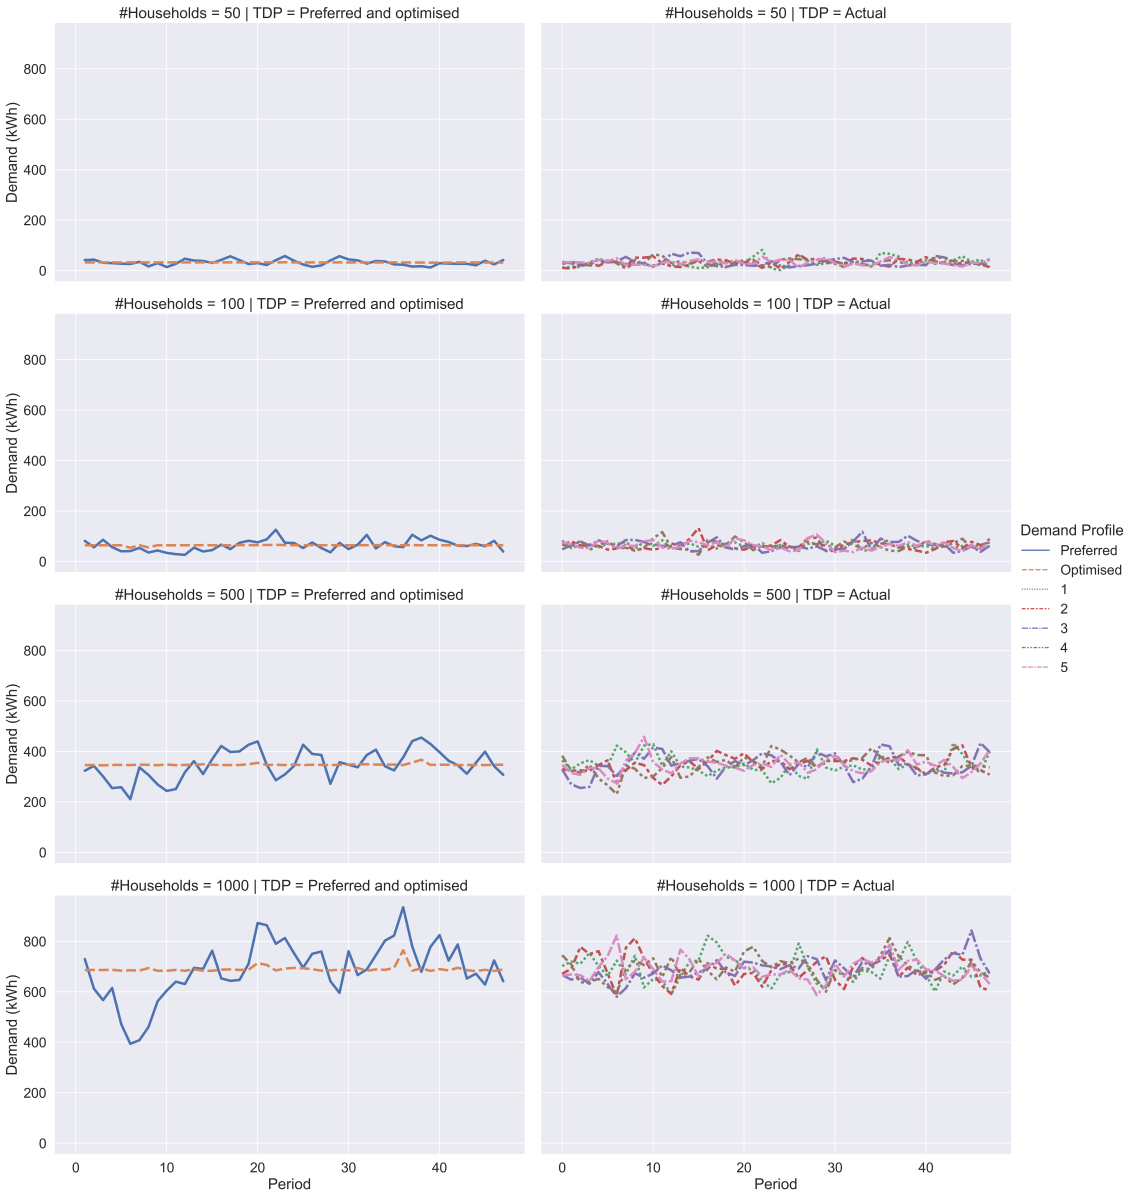 #Households = 50 | TDP = Preferred and optimised
#Households = 50 | TDP = Actual
Demand (kWh)
800
600
400
200
0
#Households = 100 | TDP = Preferred and optimised
#Households = 100 | TDP = Actual
Demand (kWh)
800
600
400
200
0
#Households = 500 | TDP = Preferred and optimised
#Households = 500 | TDP = Actual
Demand (kWh)
800
600
400
200
0
#Households = 1000 | TDP = Preferred and optimised
#Households = 1000 | TDP = Actual
Demand (kWh)
800
600
400
200
0
0 10 20 30 40
Period
0 10 20 30 40
Period
Demand Profile
Preferred
Optimised
1
2
3
4
5